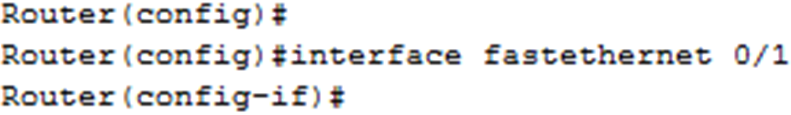 Router(config)#
Router(config)#interface fastethernet 0/1
Router(config-if)#